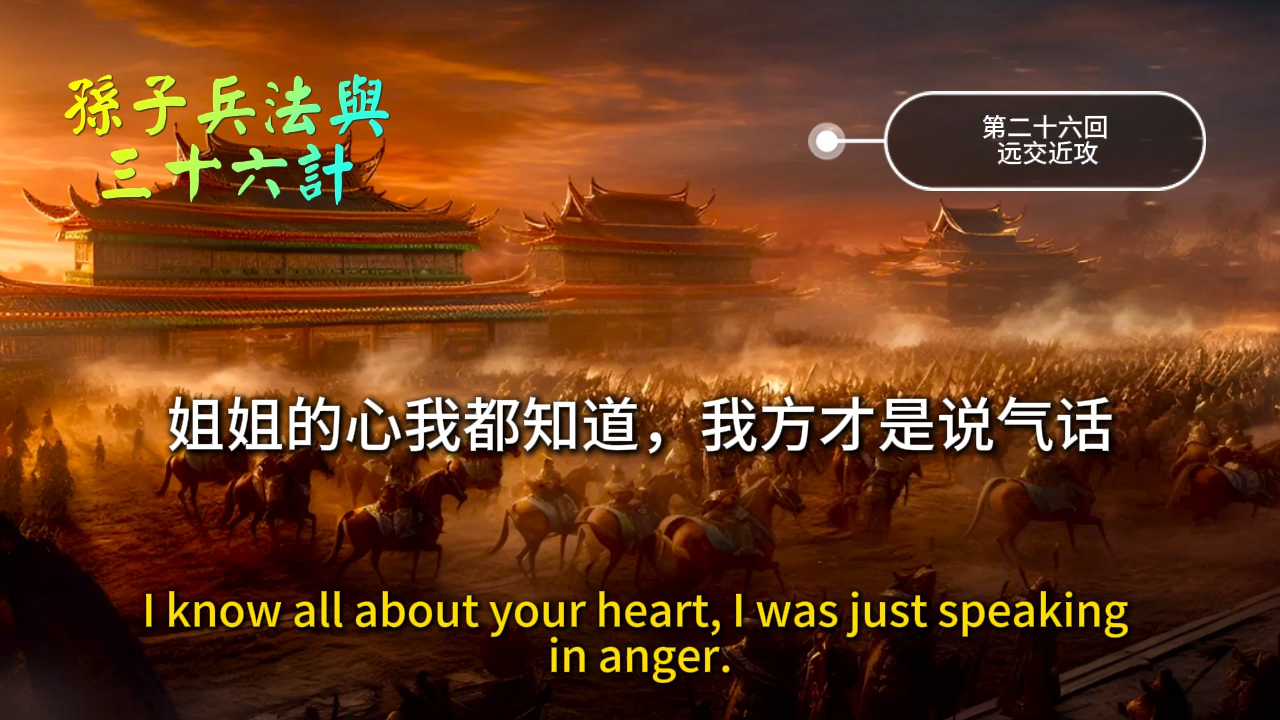 孫子兵法與
三十六計
第二十六回
远交近攻
姐姐的心我都知道，我方才是说气话
I know all about your heart, I was just speaking
in anger.